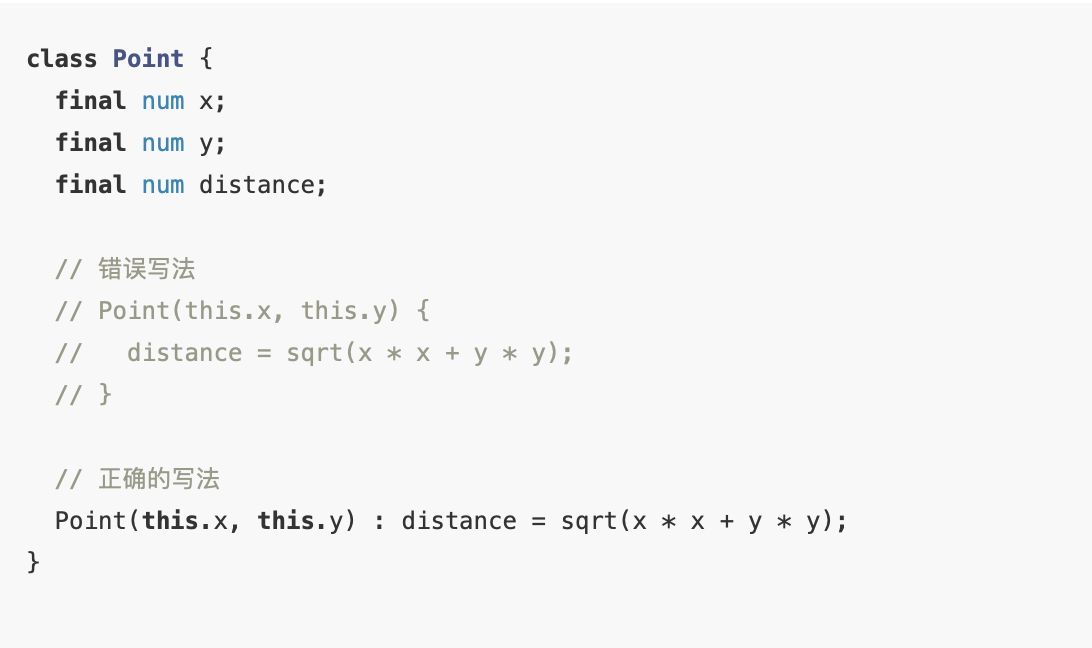 class Point {
  final num x;
  final num y;
  final num distance;

  // 错误写法
  // Point(this.x, this.y) {
  //   distance = sqrt(x * x + y * y);
  // }

  // 正确的写法
  Point(this.x, this.y) : distance = sqrt(x * x + y * y);
}